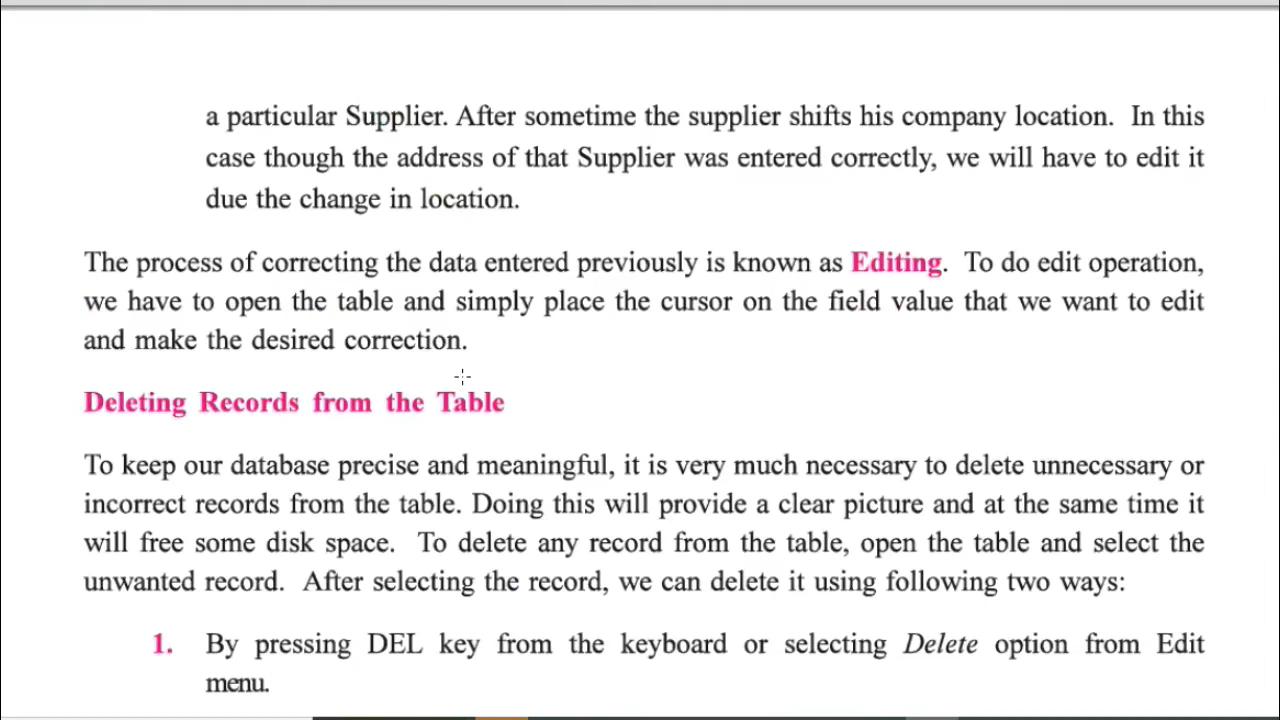 a particular Supplier. After sometime the supplier shifts his company location. In this
case though the address of that Supplier was entered correctly, we will have to edit it
due the change in location.
The process of correcting the data entered previously is known as Editing. To do edit operation,
we have to open the table and simply place the cursor on the field value that we want to edit
and make the desired correction.
Deleting Records from the Table
To keep our database precise and meaningful, it is very much necessary to delete unnecessary or
incorrect records from the table. Doing this will provide a clear picture and at the same time it
will free some disk space. To delete any record from the table, open the table and select the
unwanted record. After selecting the record, we can delete it using following two ways:
1. By pressing DEL key from the keyboard or selecting Delete option from Edit
menu.